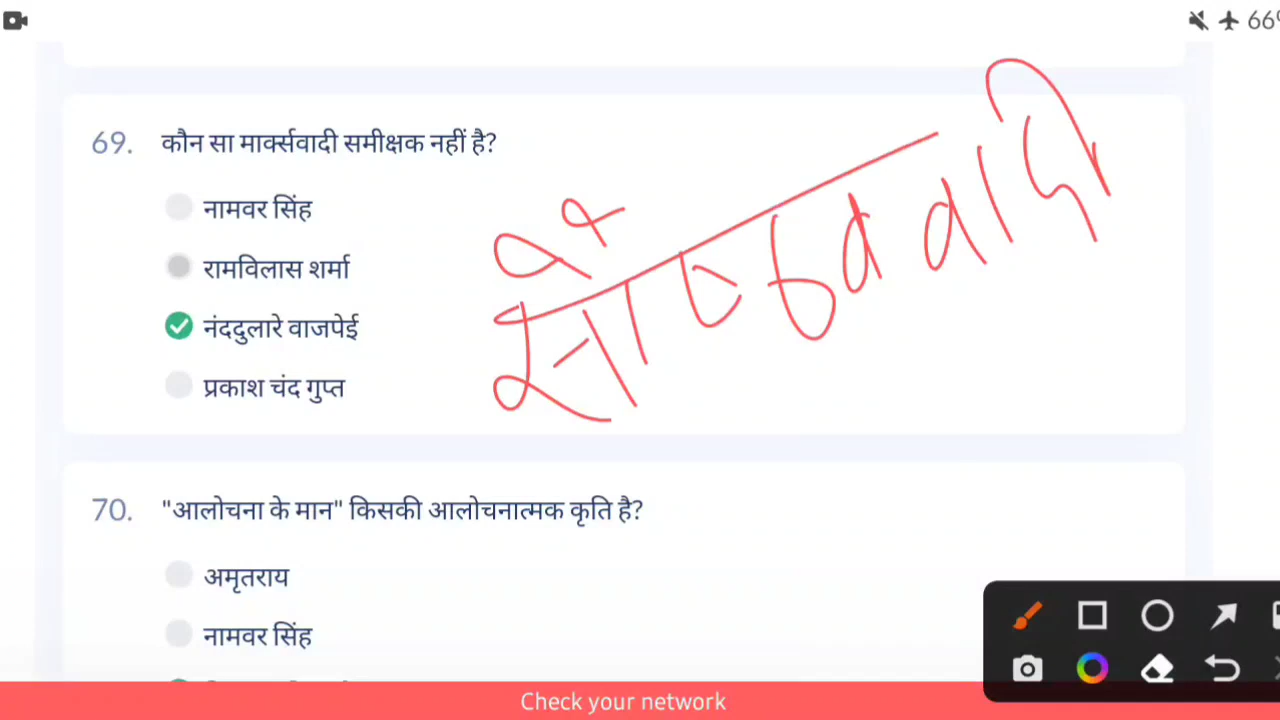 66%
69. कौन सा मार्क्सवादी समीक्षक नहीं है?
नामवर सिंह
रामविलास शर्मा
नंददुलारे वाजपेई
प्रकाश चंद गुप्त
70. "आलोचना के मान" किसकी आलोचनात्मक कृति है?
अमृतराय
नामवर सिंह
Check your network